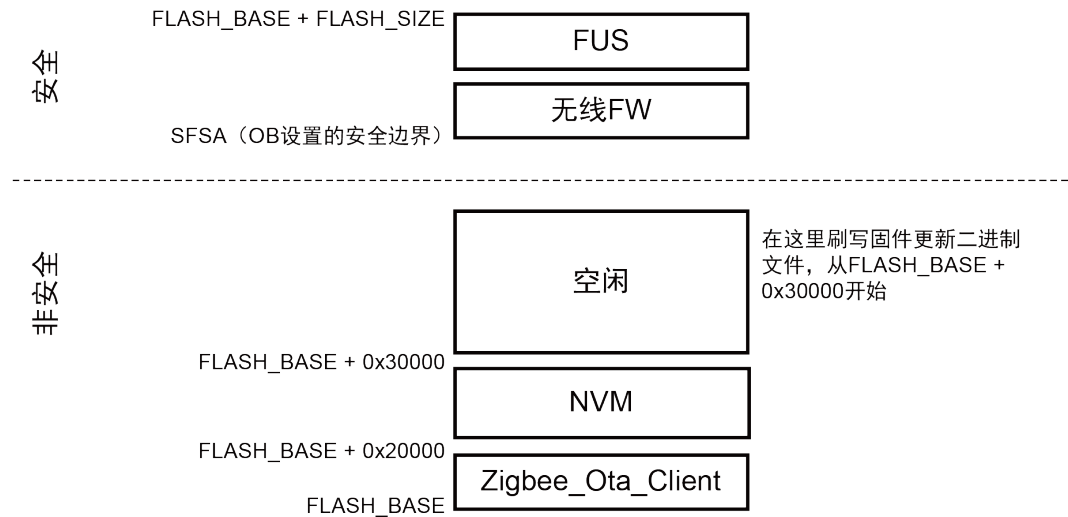 FLASH_BASE + FLASH_SIZE
FUS
安全
无线FW
SFSA（OB设置的安全边界）
非安全
空闲
在这里刷写固件更新二进制
文件，从FLASH_BASE +
0x30000开始
FLASH_BASE + 0x30000
NVM
FLASH_BASE + 0x20000
Zigbee_Ota_Client
FLASH_BASE